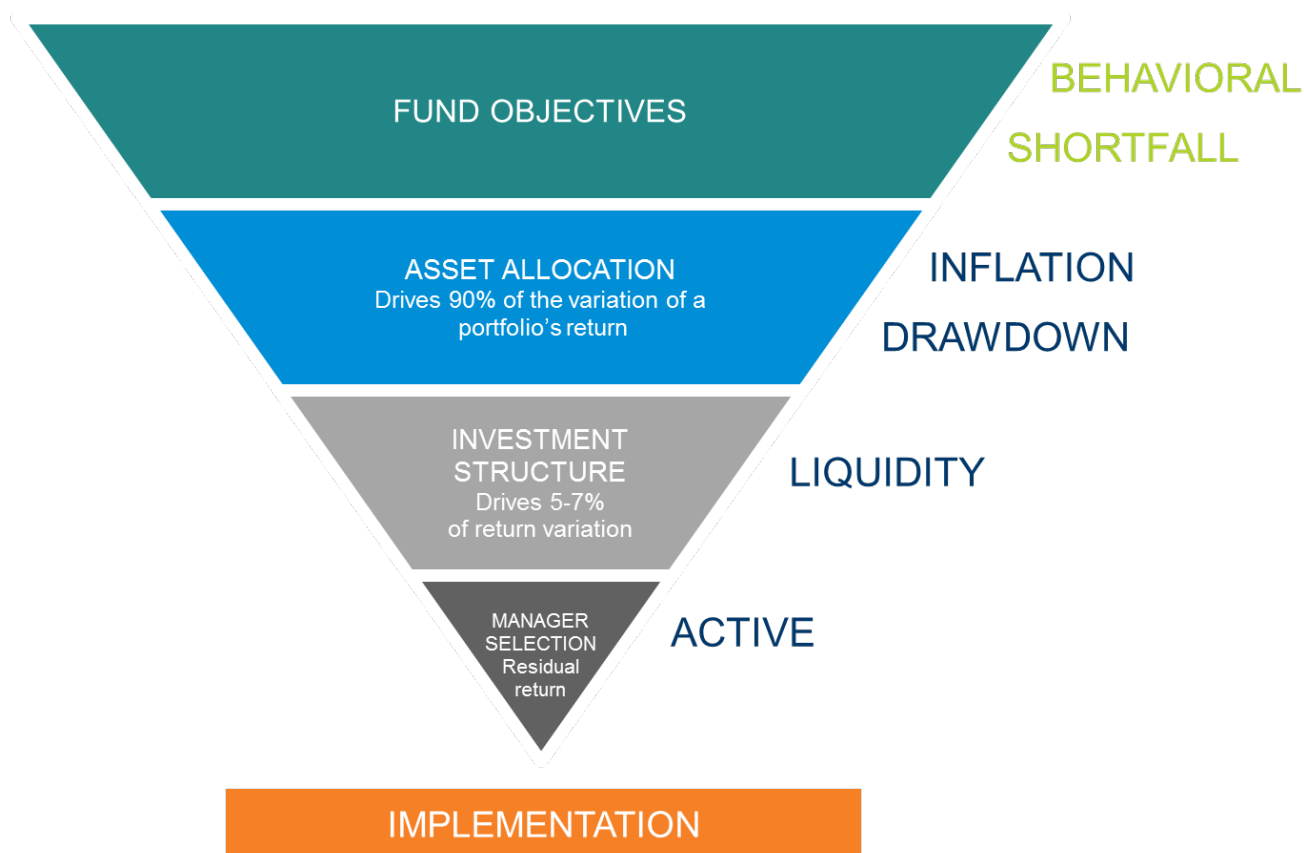 FUND OBJECTIVES
BEHAVIORAL
SHORTFALL
ASSET ALLOCATION
Drives 90% of the variation of a
portfolio’s return
INFLATION
DRAWDOWN
INVESTMENT
STRUCTURE
Drives 5-7%
of return variation
LIQUIDITY
MANAGER
SELECTION
Residual
return
ACTIVE
IMPLEMENTATION